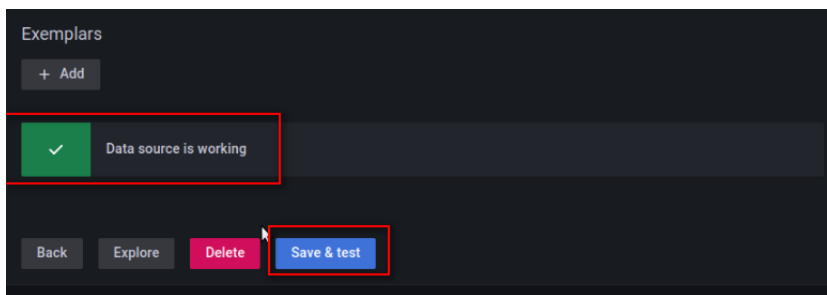 Exemplars
+ Add
Data source is working
Back Explore Delete Save & test